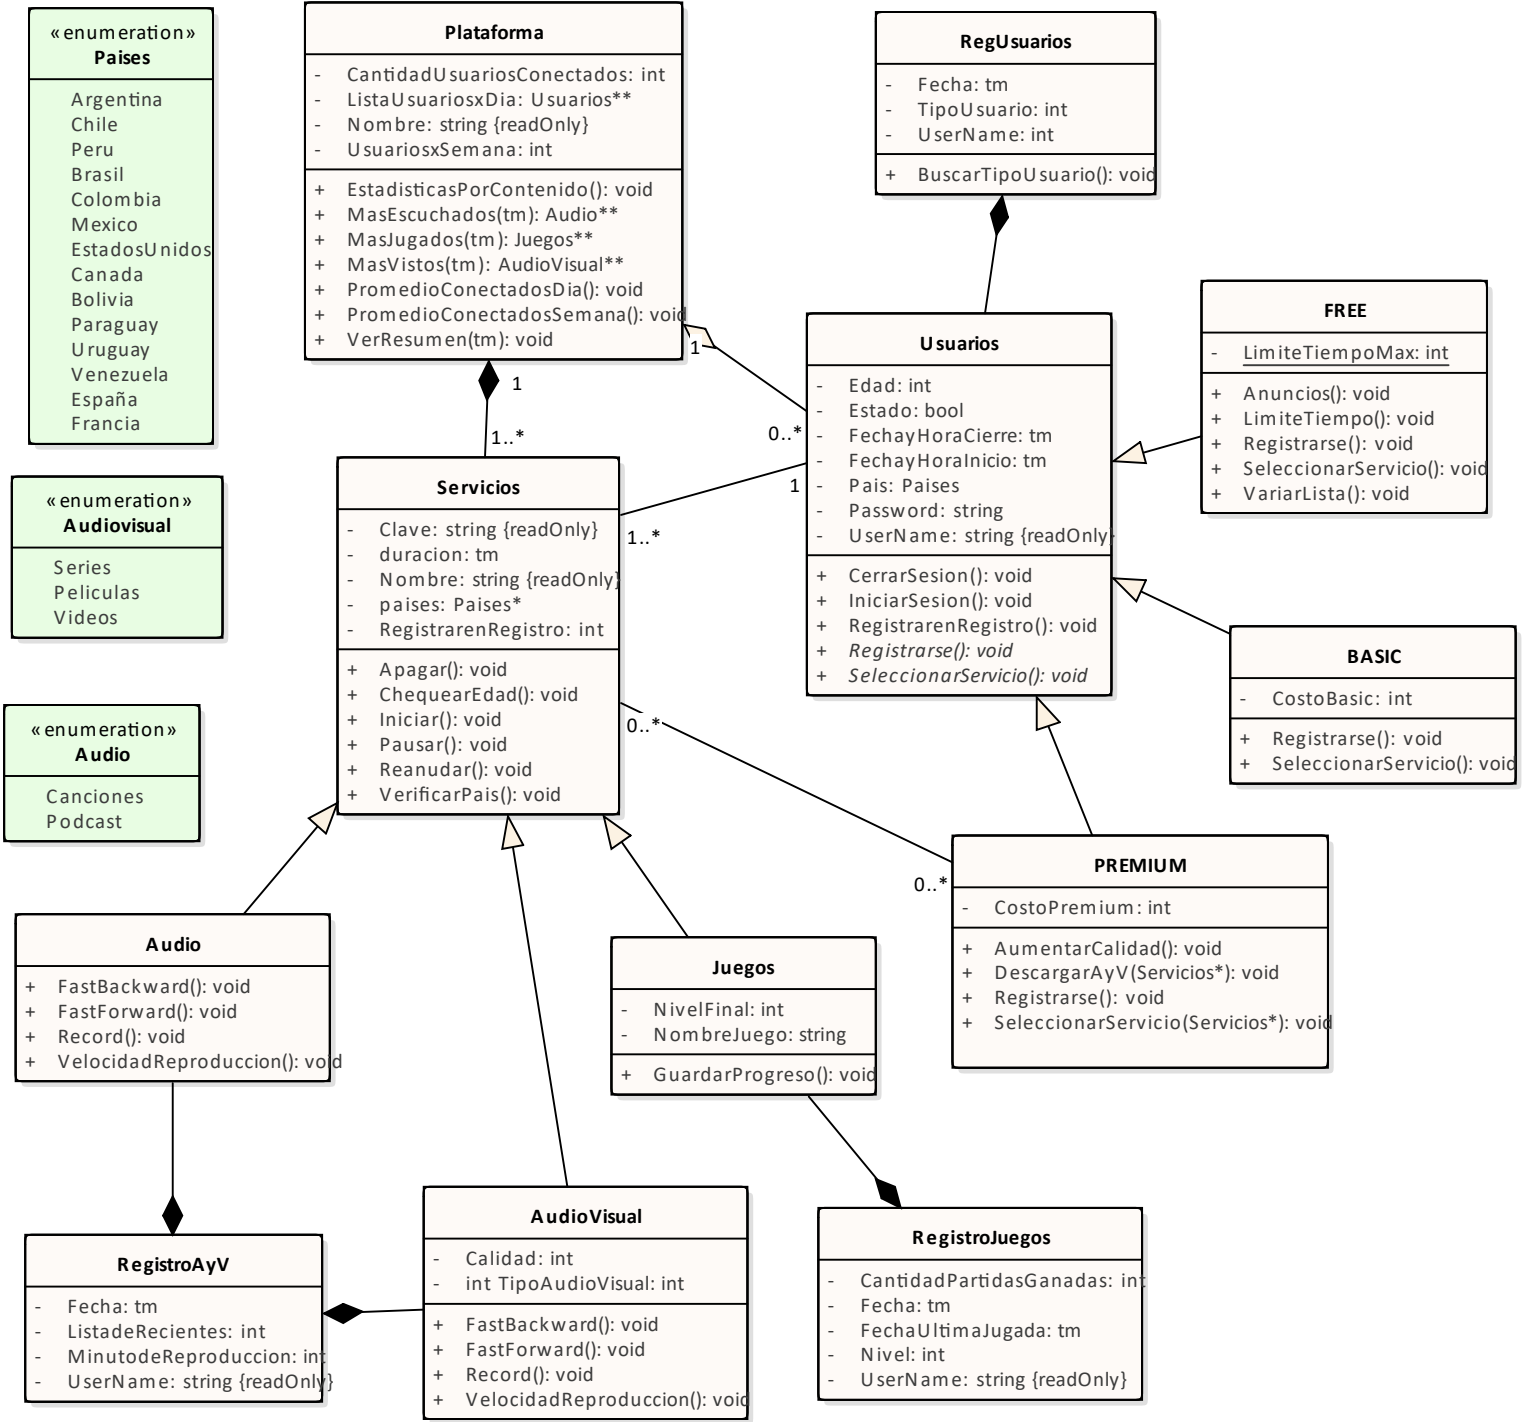 «enumeration»
Paises
Argentina
Chile
Peru
Brasil
Colombia
Mexico
EstadosUnidos
Canada
Bolivia
Paraguay
Uruguay
Venezuela
España
Francia
Plataforma
- CantidadUsuariosConectados: int
- ListaUsuariosxDia: Usuarios**
- Nombre: string {readOnly}
- UsuariosxSemana: int
+ EstadisticasPorContenido(): void
+ MasEscuchados(tm): Audio**
+ MasJugados(tm): Juegos**
+ MasVistos(tm): AudioVisual**
+ PromedioConectadosDia(): void
+ PromedioConectadosSemana(): void
+ VerResumen(tm): void
RegUsuarios
- Fecha: tm
- TipoUsuario: int
- UserName: int
+ BuscarTipoUsuario(): void
1
0..*
1
1..*
Usuarios
- Edad: int
- Estado: bool
- FechayHoraCierre: tm
- FechayHoraInicio: tm
- Pais: Paises
- Password: string
- UserName: string {readOnly}
+ CerrarSesion(): void
+ IniciarSesion(): void
+ RegistrarenRegistro(): void
+ Registrarse(): void
+ SeleccionarServicio(): void
FREE
- LimiteTiempoMax: int
+ Anuncios(): void
+ LimiteTiempo(): void
+ Registrarse(): void
+ SeleccionarServicio(): void
+ VariarLista(): void
«enumeration»
Audiovisual
Series
Peliculas
Videos
Servicios
- Clave: string {readOnly}
- duracion: tm
- Nombre: string {readOnly}
- paises: Paises*
- RegistrarenRegistro: int
+ Apagar(): void
+ ChequearEdad(): void
+ Iniciar(): void
+ Pausar(): void
+ Reanudar(): void
+ VerificarPais(): void
1
1..*
0..*
0..*
BASIC
- CostoBasic: int
+ Registrarse(): void
+ SeleccionarServicio(): void
«enumeration»
Audio
Canciones
Podcast
PREMIUM
- CostoPremium: int
+ AumentarCalidad(): void
+ DescargarAyV(Servicios*): void
+ Registrarse(): void
+ SeleccionarServicio(Servicios*): void
Audio
+ FastBackward(): void
+ FastForward(): void
+ Record(): void
+ VelocidadReproduccion(): void
Juegos
- NivelFinal: int
- NombreJuego: string
+ GuardarProgreso(): void
RegistroAyV
- Fecha: tm
- ListadeRecientes: int
- MinutodeReproduccion: int
- UserName: string {readOnly}
AudioVisual
- Calidad: int
- int TipoAudioVisual: int
+ FastBackward(): void
+ FastForward(): void
+ Record(): void
+ VelocidadReproduccion(): void
RegistroJuegos
- CantidadPartidasGanadas: int
- Fecha: tm
- FechaUltimaJugada: tm
- Nivel: int
- UserName: string {readOnly}